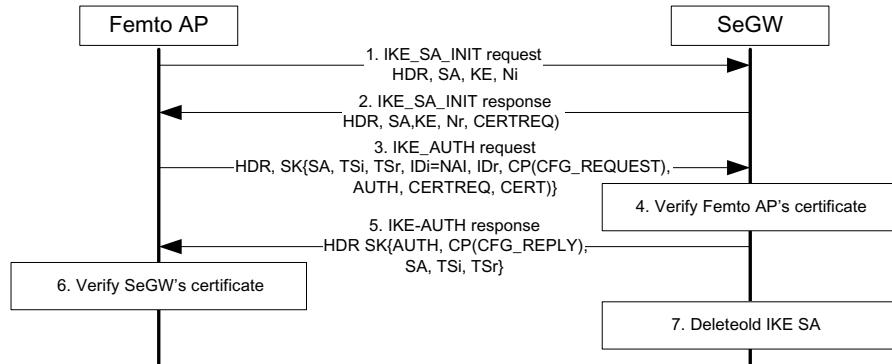 Femto AP
SeGW
1. IKE_SA_INIT request
HDR, SA, KE, Ni
2. IKE_SA_INIT response
HDR, SA,KE, Nr, CERTREQ)
3. IKE_AUTH request
HDR, SK{SA, TSi, TSr, IDi=NAI, IDr, CP(CFG_REQUEST),
AUTH, CERTREQ, CERT)}
4. Verify Femto AP's certificate
5. IKE-AUTH response
HDR SK{AUTH, CP(CFG_REPLY),
SA, TSi, TSr}
6. Verify SeGW's certificate
7. Deleteold IKE SA